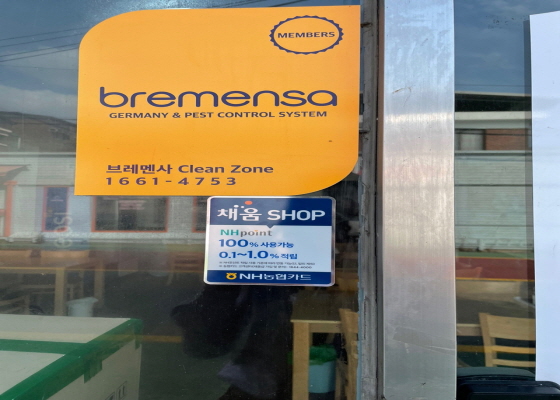 MEMBERS
bremensa
GERMANY & PEST CONTROL SYSTEM
브레멘사 Clean Zone
1661-4753
채움 SHOP
NHpoint
100% 사용가능
0.1~1.0% 적립
NH농협카드